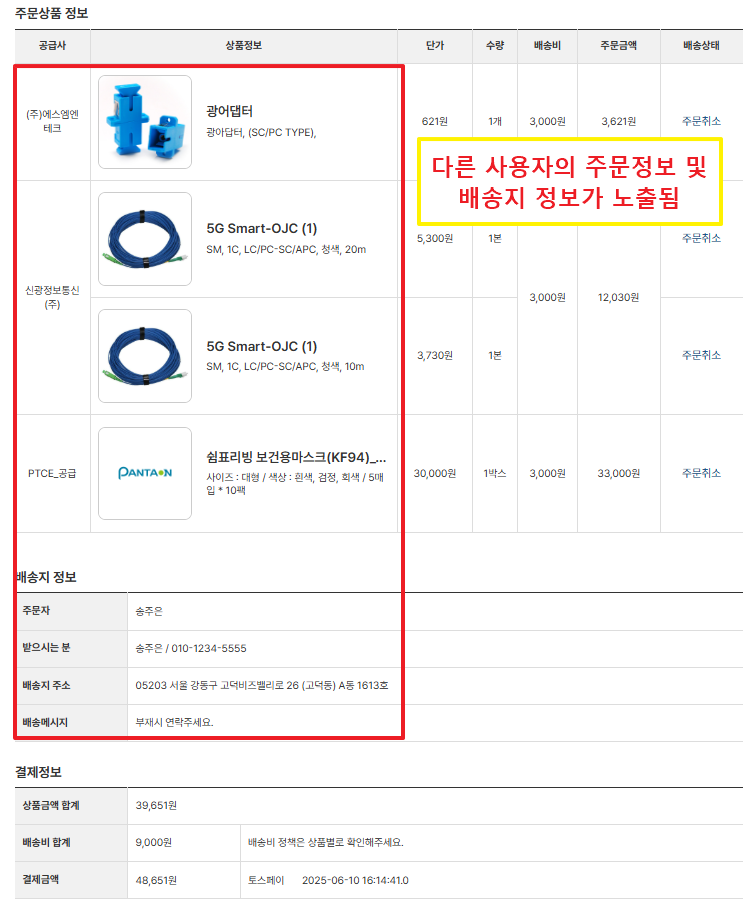 주문상품 정보
공급사 상품정보 단가 수량 배송비 주문금액 배송상태
(주)에스엠엔
테크
광어댑터
광아답터, (SC/PC TYPE),
621원 1개 3,000원 3,621원 주문취소
다른 사용자의 주문정보 및
배송지 정보가 노출됨
신광정보통신
(주)
5G Smart-OJC (1)
SM, 1C, LC/PC-SC/APC, 청색, 20m
5,300원 1본 주문취소
3,000원 12,030원
5G Smart-OJC (1)
SM, 1C, LC/PC-SC/APC, 청색, 10m
3,730원 1본 주문취소
PTCE_공급
PANTAON
쉼표리빙 보건용마스크(KF94)_...
사이즈 : 대형 / 색상 : 흰색, 검정, 회색 / 5매
입 * 10팩
30,000원 1박스 3,000원 33,000원 주문취소
배송지 정보
주문자 송주은
받으시는 분 송주은 / 010-1234-5555
배송지 주소 05203 서울 강동구 고덕비즈밸리로 26 (고덕동) A동 1613호
배송메시지 부재시 연락주세요.
결제정보
상품금액 합계 39,651원
배송비 합계 9,000원 배송비 정책은 상품별로 확인해주세요.
결제금액 48,651원 토스페이 2025-06-10 16:14:41.0